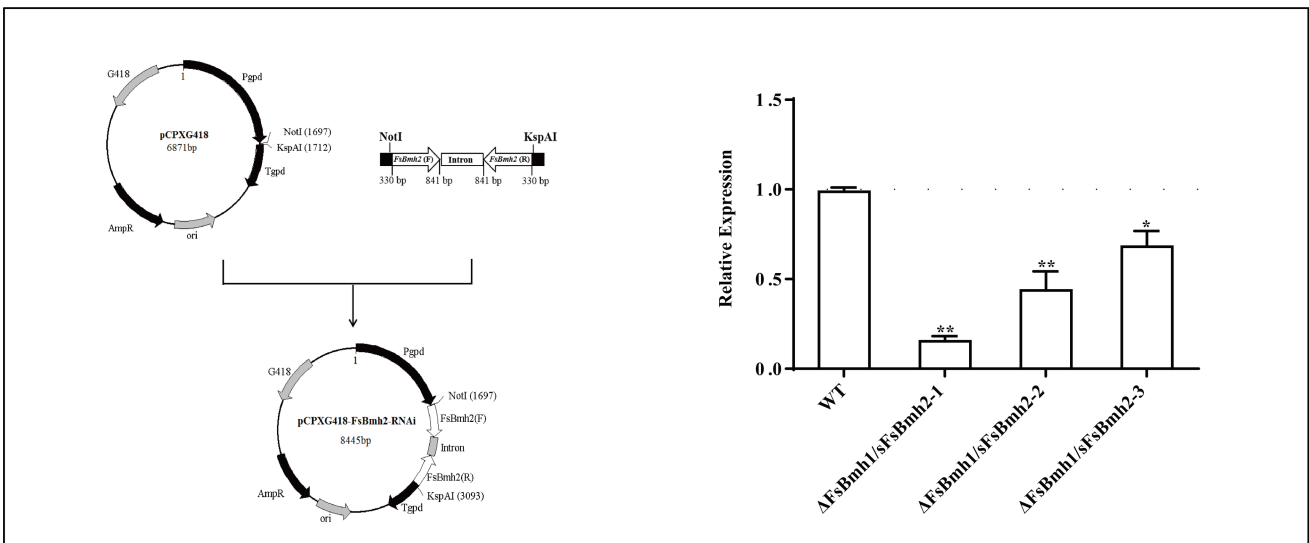 G418
1
Pgpd
pCPXG418
6871bp
NotI (1697)
KspAI (1712)
Tgpd
AmpR
ori
NotI
KspAI
FsBmh2 (F)
Intron
FsBmh2 (R)
330 bp
841 bp
841 bp
330 bp
1
Pgpd
G418
NotI (1697)
pCPXG418-FsBmh2-RNAi
8445bp
FsBmh2(F)
Intron
FsBmh2(R)
KspAI (3093)
Tgpd
AmpR
ori
Relative Expression
1.5
1.0
0.5
0.0
**
**
*
WT
ΔFsBmh1/sFsBmh2-1
ΔFsBmh1/sFsBmh2-2
ΔFsBmh1/sFsBmh2-3